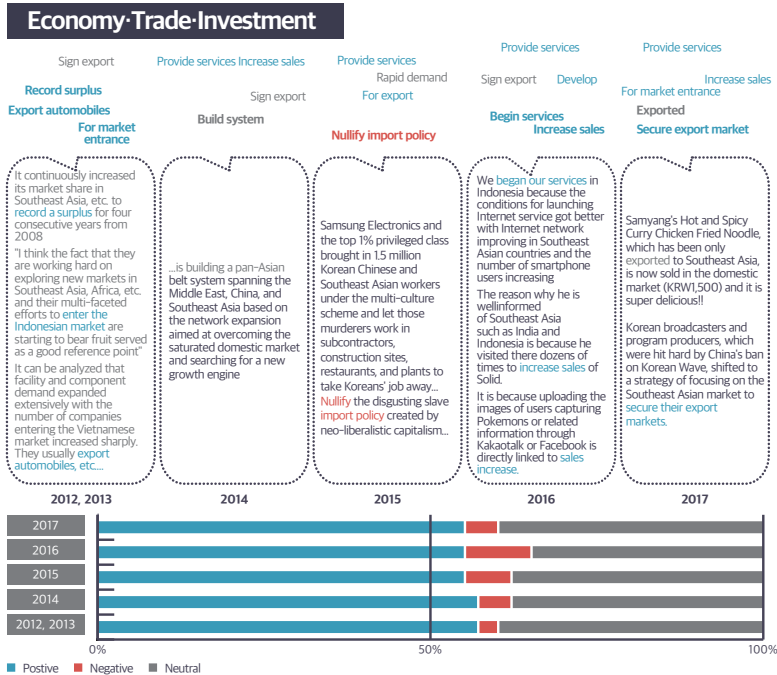 Economy·Trade·Investment
Sign export
Record surplus
Export automobiles
For market
entrance
Provide services Increase sales
Sign export
Build system
Provide services
Rapid demand
For export
Nullify import policy
Provide services
Sign export
Develop
Begin services
Increase sales
Provide services
Increase sales
For market entrance
Exported
Secure export market
It continuously increased
its market share in
Southeast Asia, etc. to
record a surplus for four
consecutive years from
2008
"I think the fact that they
are working hard on
exploring new markets in
Southeast Asia, Africa, etc.
and their multi-faceted
efforts to enter the
Indonesian market are
starting to bear fruit served
as a good reference point"
It can be analyzed that
facility and component
demand expanded
extensively with the
number of companies
entering the Vietnamese
market increased sharply.
They usually export
automobiles, etc....
...is building a pan-Asian
belt system spanning the
Middle East, China, and
Southeast Asia based on
the network expansion
aimed at overcoming the
saturated domestic market
and searching for a new
growth engine
Samsung Electronics and
the top 1% privileged class
brought in 1.5 million
Korean Chinese and
Southeast Asian workers
under the multi-culture
scheme and let those
murderers work in
subcontractors,
construction sites,
restaurants, and plants to
take Koreans' job away...
Nullify the disgusting slave
import policy created by
neo-liberalistic capitalism...
We began our services in
Indonesia because the
conditions for launching
Internet service got better
with Internet network
improving in Southeast
Asian countries and the
number of smartphone
users increasing
The reason why he is
wellinformed
of Southeast Asia
such as India and
Indonesia is because he
visited there dozens of
times to increase sales of
Solid.
It is because uploading the
images of users capturing
Pokemons or related
information through
Kakaotalk or Facebook is
directly linked to sales
increase.
Samyang's Hot and Spicy
Curry Chicken Fried Noodle,
which has been only
exported to Southeast Asia,
is now sold in the domestic
market (KRW1,500) and it is
super delicious!!
Korean broadcasters and
program producers, which
were hit hard by China's ban
on Korean Wave, shifted to
a strategy of focusing on the
Southeast Asian market to
secure their export
markets.
2012, 2013
2014
2015
2016
2017
2017
2016
2015
2014
2012, 2013
0%
50%
100%
Postive
Negative
Neutral